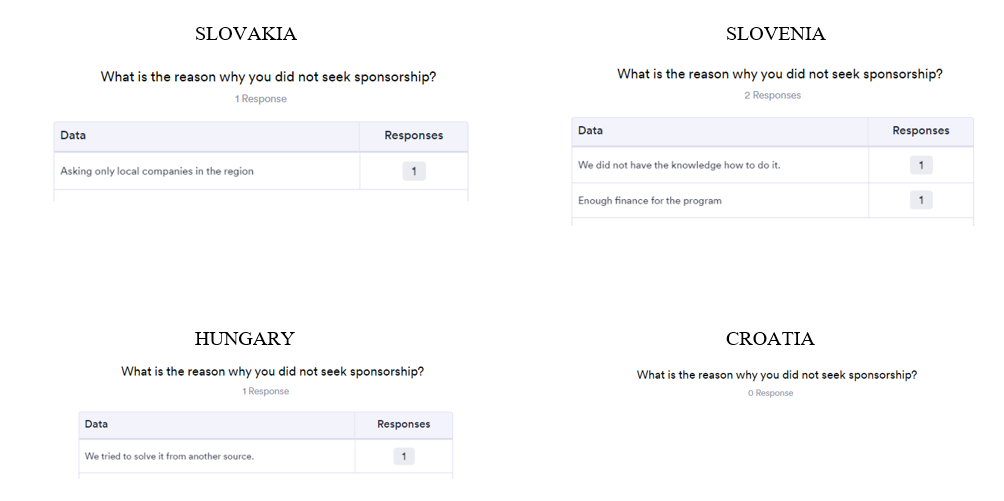 SLOVAKIA
What is the reason why you did not seek sponsorship?
1 Response
Data Responses
Asking only local companies in the region 1
SLOVENIA
What is the reason why you did not seek sponsorship?
2 Responses
Data Responses
We did not have the knowledge how to do it. 1
Enough finance for the program 1
HUNGARY
What is the reason why you did not seek sponsorship?
1 Response
Data Responses
We tried to solve it from another source. 1
CROATIA
What is the reason why you did not seek sponsorship?
0 Response